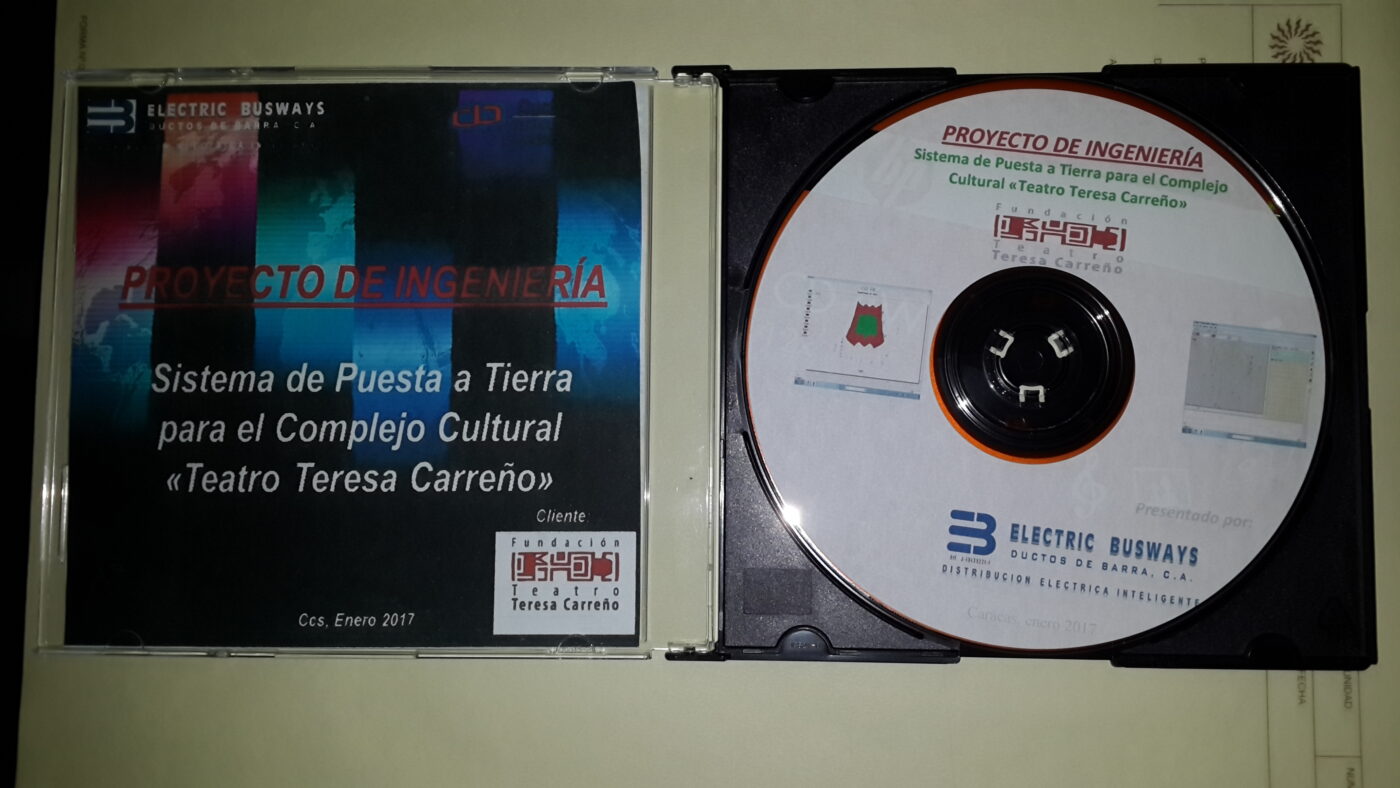 ELECTRIC BUSWAYS
DUCTOS DE BARRA, C.A.
PROYECTO DE INGENIERÍA
Sistema de Puesta a Tierra
para el Complejo Cultural
«Teatro Teresa Carreño»
Cliente:
Fundación
Teatro
Teresa Carreño
Ccs, Enero 2017
PROYECTO DE INGENIERÍA
Sistema de Puesta a Tierra para el Complejo
Cultural «Teatro Teresa Carreño»
Fundación
Teatro
Teresa Carreño
hp
Presentado por:
ELECTRIC BUSWAYS
DUCTOS DE BARRA, C.A.
DISTRIBUCION ELECTRICA INTELIGENTE
Caracas, enero 2017